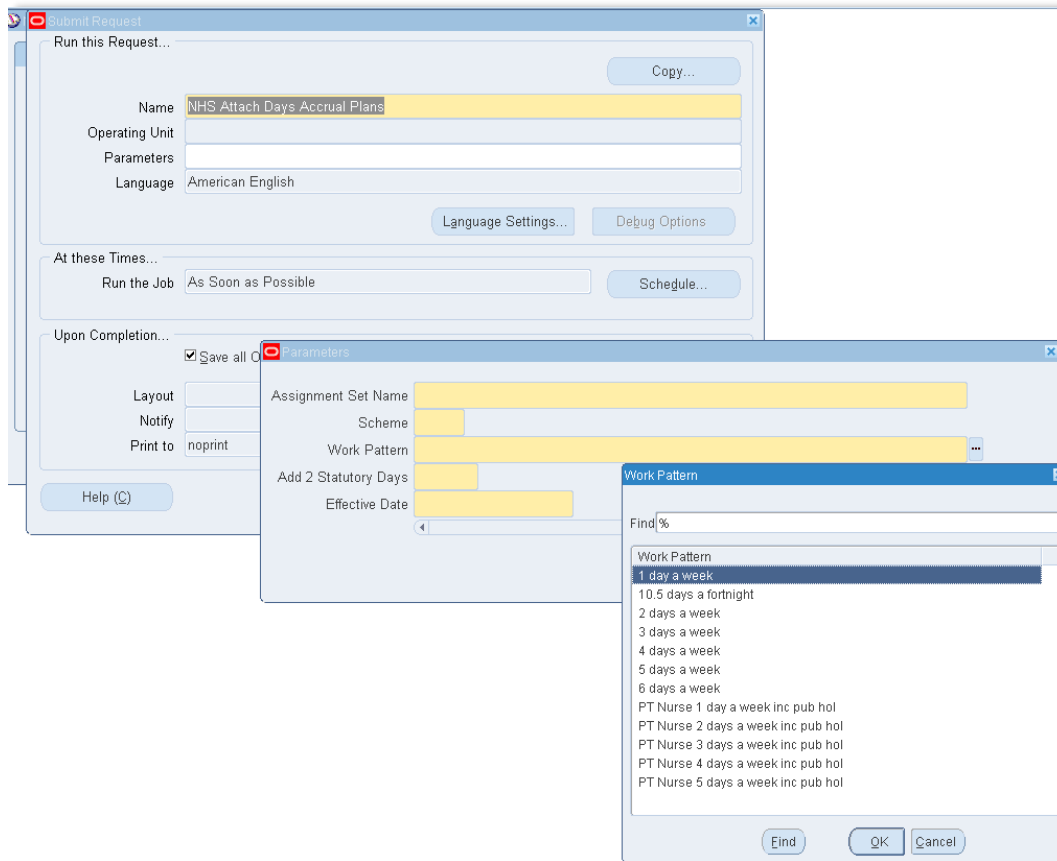 Submit Request
Run this Request...
Copy...
Name NHS Attach Days Accrual Plans
Operating Unit
Parameters
Language American English
Language Settings... Debug Options
At these Times...
Run the Job As Soon as Possible Schedule...
Upon Completion...
Save all O
Layout
Notify
Print to noprint
Help (C)
Parameters
Assignment Set Name
Scheme
Work Pattern ...
Add 2 Statutory Days
Effective Date
Work Pattern
Find %
Work Pattern
1 day a week
10.5 days a fortnight
2 days a week
3 days a week
4 days a week
5 days a week
6 days a week
PT Nurse 1 day a week inc pub hol
PT Nurse 2 days a week inc pub hol
PT Nurse 3 days a week inc pub hol
PT Nurse 4 days a week inc pub hol
PT Nurse 5 days a week inc pub hol
Find OK Cancel